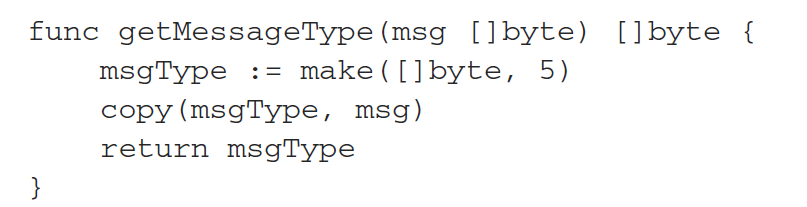 func getMessageType(msg []byte) []byte {
    msgType := make([]byte, 5)
    copy(msgType, msg)
    return msgType
}